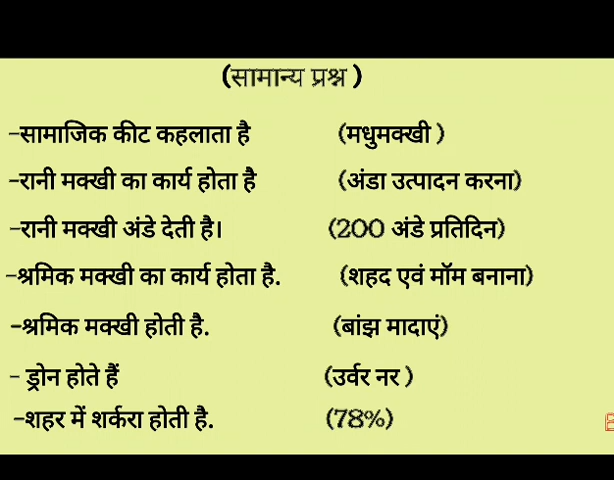 (सामान्य प्रश्न)
-सामाजिक कीट कहलाता है (मधुमक्खी )
-रानी मक्खी का कार्य होता है (अंडा उत्पादन करना)
-रानी मक्खी अंडे देती है। (200 अंडे प्रतिदिन)
-श्रमिक मक्खी का कार्य होता है. (शहद एवं मॉम बनाना)
-श्रमिक मक्खी होती है. (बांझ मादाएं)
- ड्रोन होते हैं (उर्वर नर )
-शहर में शर्करा होती है. (78%)